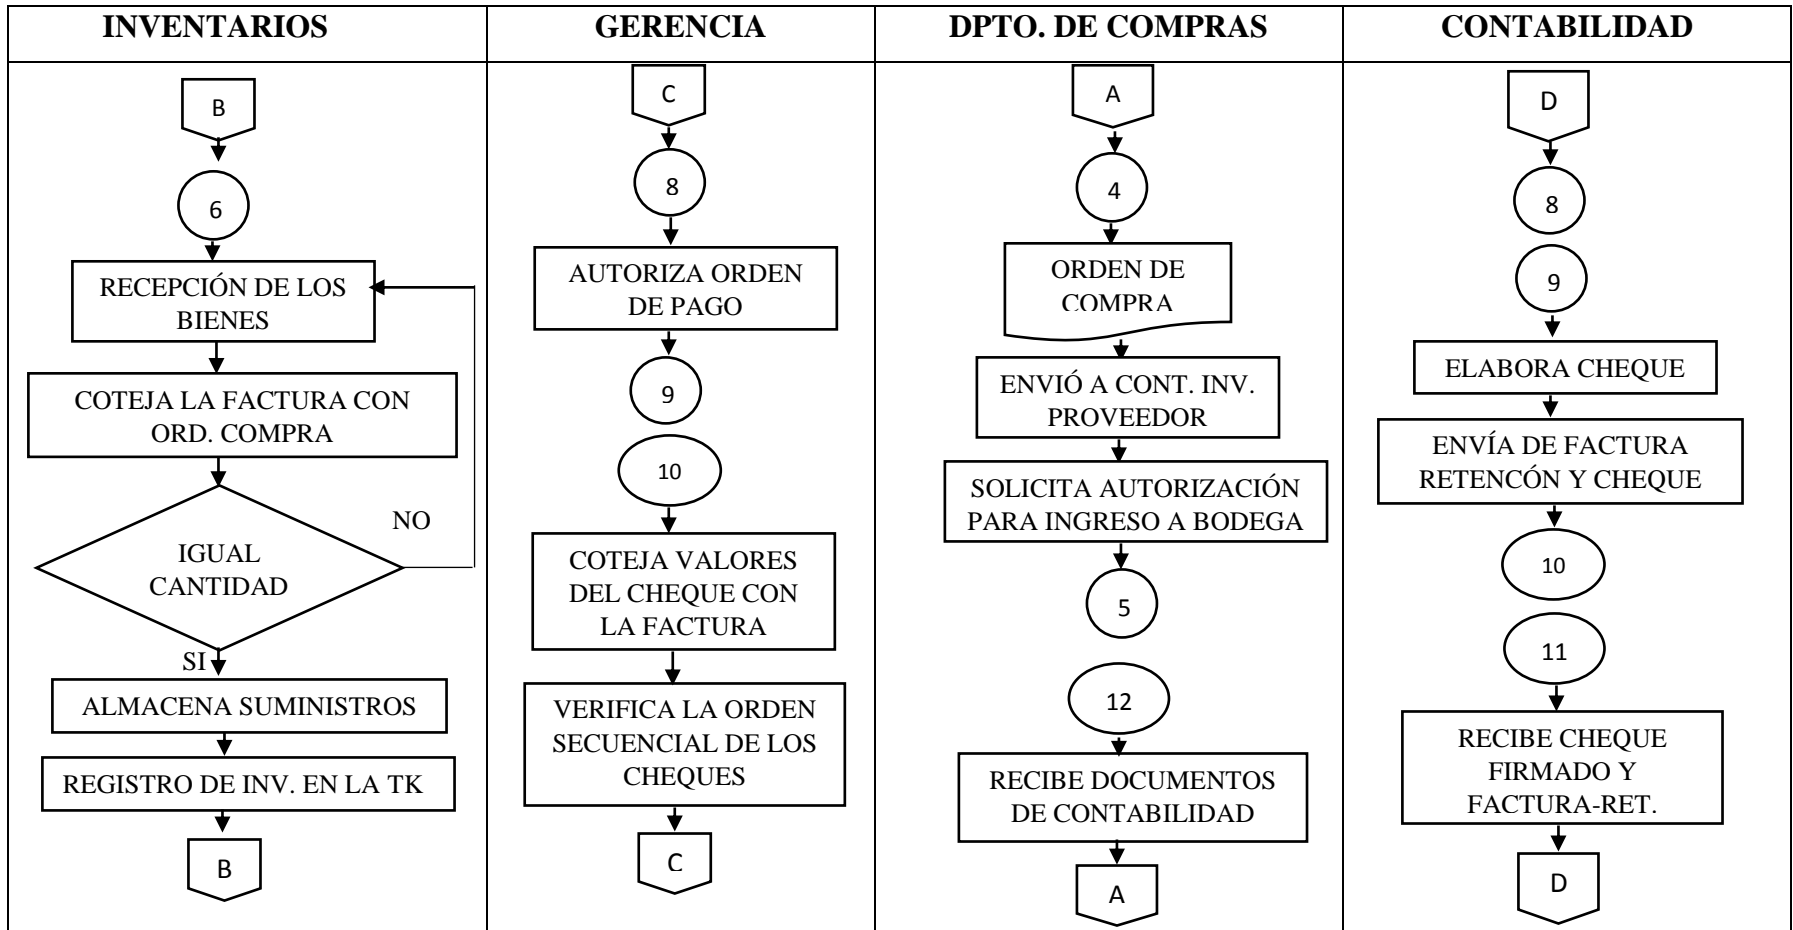 INVENTARIOS
B
6
RECEPCIÓN DE LOS
BIENES
COTEJA LA FACTURA CON
ORD. COMPRA
NO
IGUAL
CANTIDAD
SI
ALMACENA SUMINISTROS
REGISTRO DE INV. EN LA TK
B
GERENCIA
C
8
AUTORIZA ORDEN
DE PAGO
9
10
COTEJA VALORES
DEL CHEQUE CON
LA FACTURA
VERIFICA LA ORDEN
SECUENCIAL DE LOS
CHEQUES
C
DPTO. DE COMPRAS
A
4
ORDEN DE
COMPRA
ENVIÓ A CONT. INV.
PROVEEDOR
SOLICITA AUTORIZACIÓN
PARA INGRESO A BODEGA
5
12
RECIBE DOCUMENTOS
DE CONTABILIDAD
A
CONTABILIDAD
D
8
9
ELABORA CHEQUE
ENVÍA DE FACTURA
RETENCÓN Y CHEQUE
10
11
RECIBE CHEQUE
FIRMADO Y
FACTURA-RET.
D